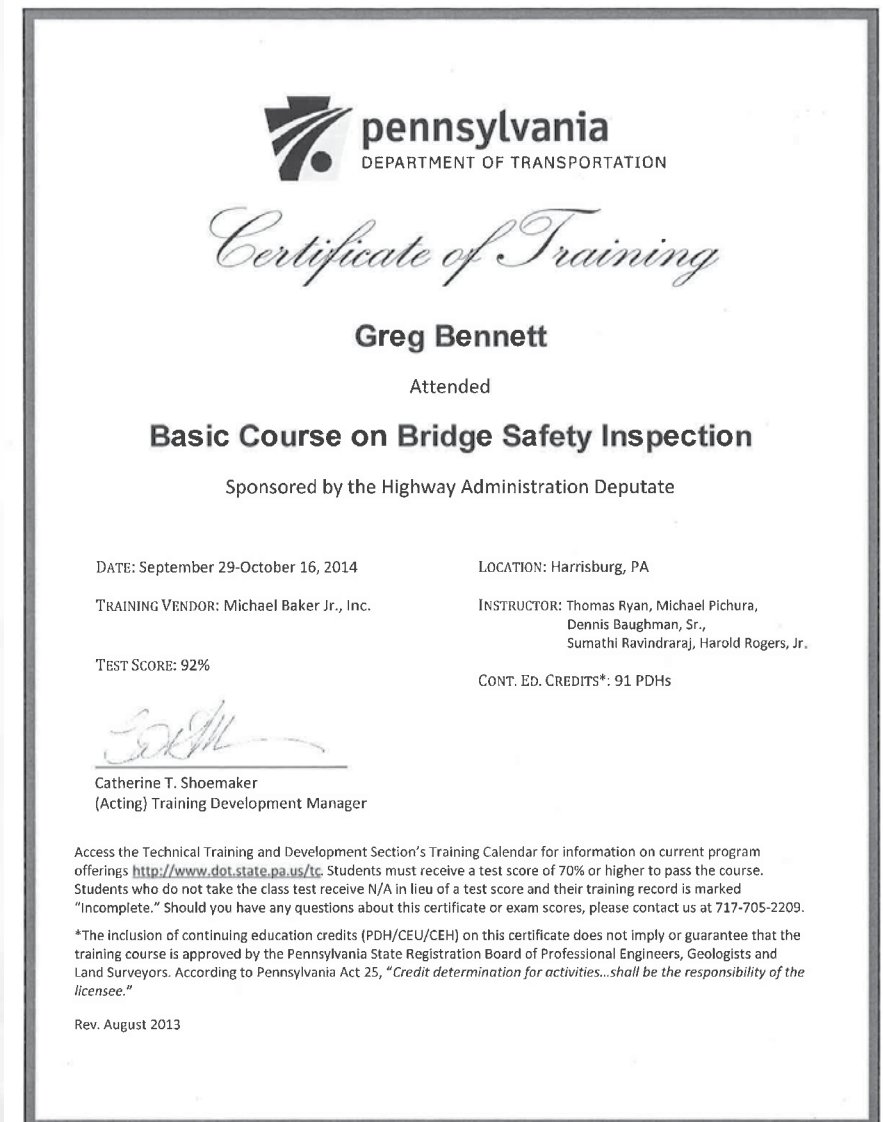 pennsylvania
DEPARTMENT OF TRANSPORTATION
Certificate of Training
Greg Bennett
Attended
Basic Course on Bridge Safety Inspection
Sponsored by the Highway Administration Deputate
DATE: September 29-October 16, 2014
LOCATION: Harrisburg, PA
TRAINING VENDOR: Michael Baker Jr., Inc.
INSTRUCTOR: Thomas Ryan, Michael Pichura,
Dennis Baughman, Sr.,
Sumathi Ravindraraj, Harold Rogers, Jr.
TEST SCORE: 92%
CONT. ED. CREDITS*: 91 PDHs
Catherine T. Shoemaker
(Acting) Training Development Manager
Access the Technical Training and Development Section's Training Calendar for information on current program
offerings http://www.dot.state.pa.us/tc. Students must receive a test score of 70% or higher to pass the course.
Students who do not take the class test receive N/A in lieu of a test score and their training record is marked
"Incomplete." Should you have any questions about this certificate or exam scores, please contact us at 717-705-2209.
*The inclusion of continuing education credits (PDH/CEU/CEH) on this certificate does not imply or guarantee that the
training course is approved by the Pennsylvania State Registration Board of Professional Engineers, Geologists and
Land Surveyors. According to Pennsylvania Act 25, "Credit determination for activities...shall be the responsibility of the
licensee."
Rev. August 2013